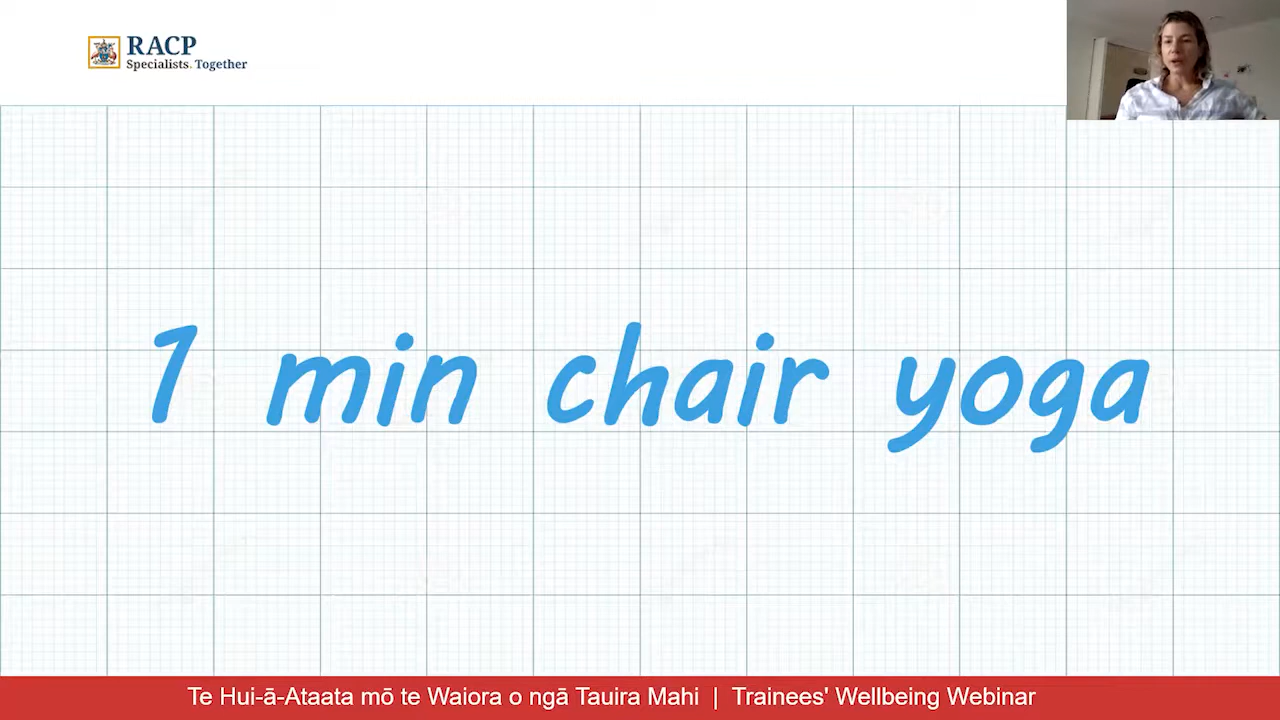 RACP
Specialists. Together
1 min chair yoga
Te Hui-ā-Ataata mō te Waiora o ngā Tauira Mahi | Trainees' Wellbeing Webinar